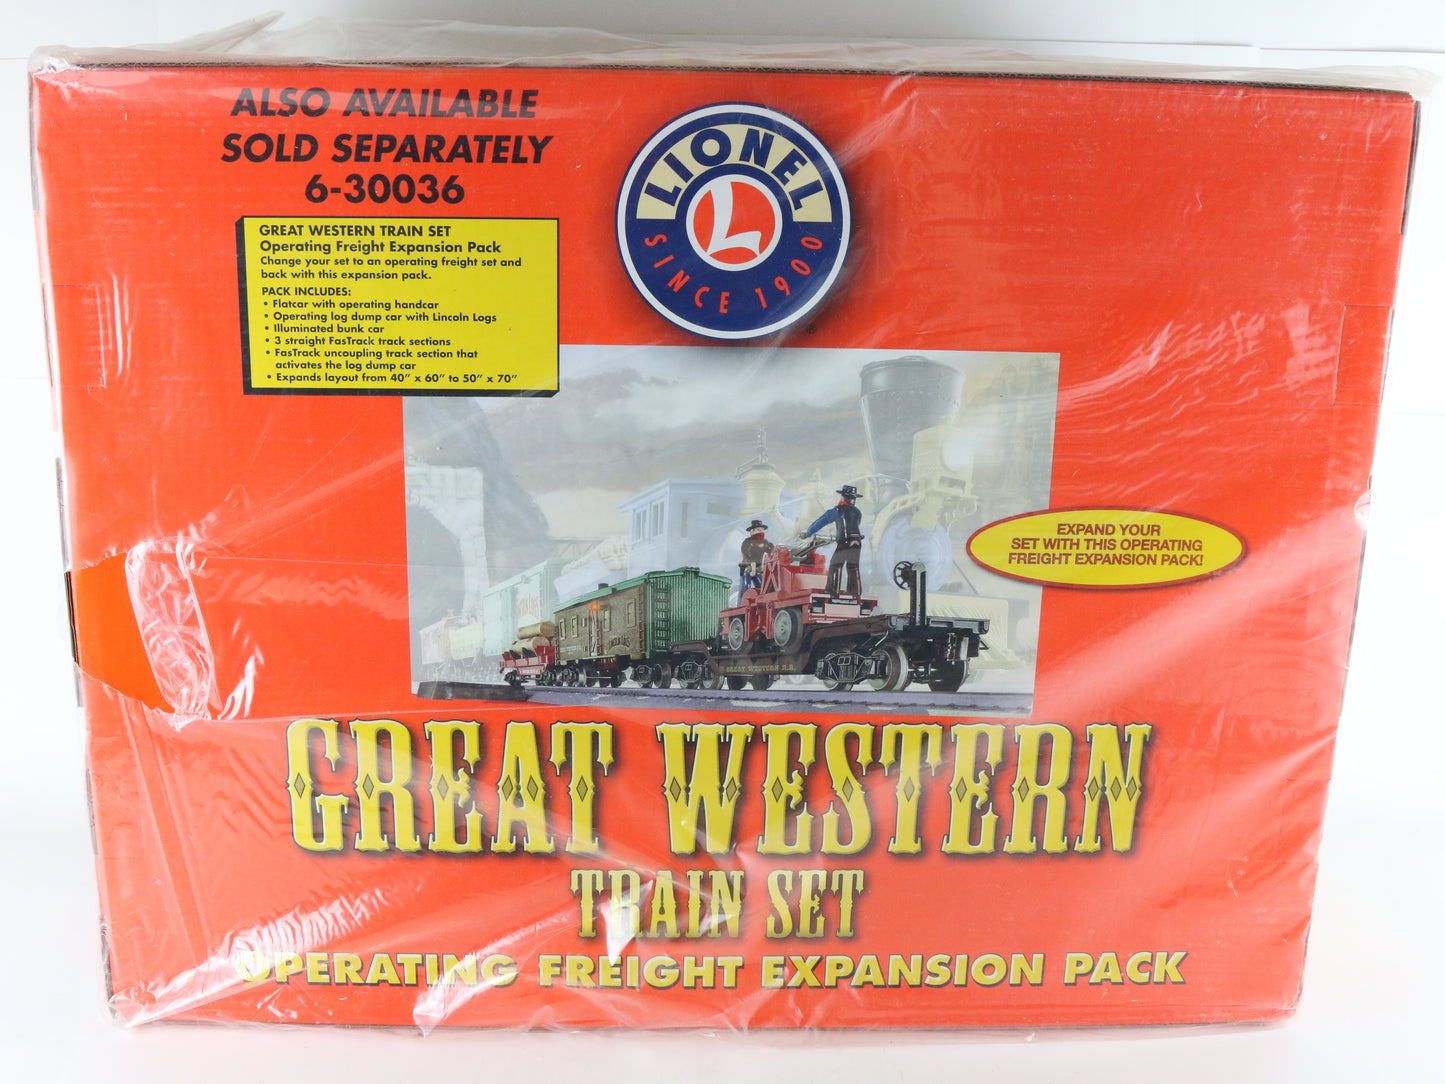 ALSO AVAILABLE
SOLD SEPARATELY
6-30036
GREAT WESTERN TRAIN SET
Operating Freight Expansion Pack
Change your set to an operating freight set and
back with this expansion pack.
PACK INCLUDES:
• Flatcar with operating handcar
• Operating log dump car with Lincoln Logs
• Illuminated bunk car
• 3 straight FasTrack track sections
• FasTrack uncoupling track section that
activates the log dump car
• Expands layout from 40" x 60" to 50" x 70"
LIONEL
L
SINCE 1900
®
EXPAND YOUR
SET WITH THIS OPERATING
FREIGHT EXPANSION PACK!
GREAT WESTERN R.R.
GREAT WESTERN
TRAIN SET
OPERATING FREIGHT EXPANSION PACK